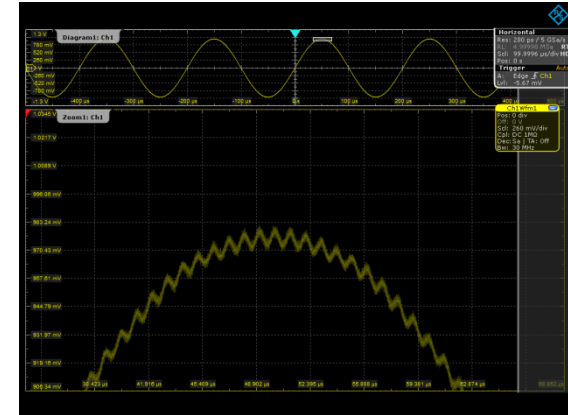 1.3 V
Diagram1: Ch1
780 mV
520 mV
260 mV
0 V
-260 mV
-520 mV
-780 mV
-1.3 V
-400 µs
-300 µs
-200 µs
-100 µs
0 s
100 µs
200 µs
300 µs
400 µs
Horizontal
Res: 200 ps / 5 GSa/s
Scl: 99.9996 µs/div
Pos: 0 s
Trigger
Auto
A: Edge Ch1
Lvl: -5.67 mV
Ch1Wfm1
Pos: 0 div
Off: 0 V
Scl: 260 mV/div
Cpl: DC 1MΩ
Dec: Sa | TA: Off
Bw: 30 MHz
1.0345 V
Zoom1: Ch1
1.0217 V
1.0089 V
996.06 mV
983.24 mV
970.43 mV
957.61 mV
944.79 mV
931.97 mV
919.16 mV
906.34 mV
38.423 µs
41.916 µs
45.409 µs
48.902 µs
52.395 µs
55.888 µs
59.381 µs
62.874 µs